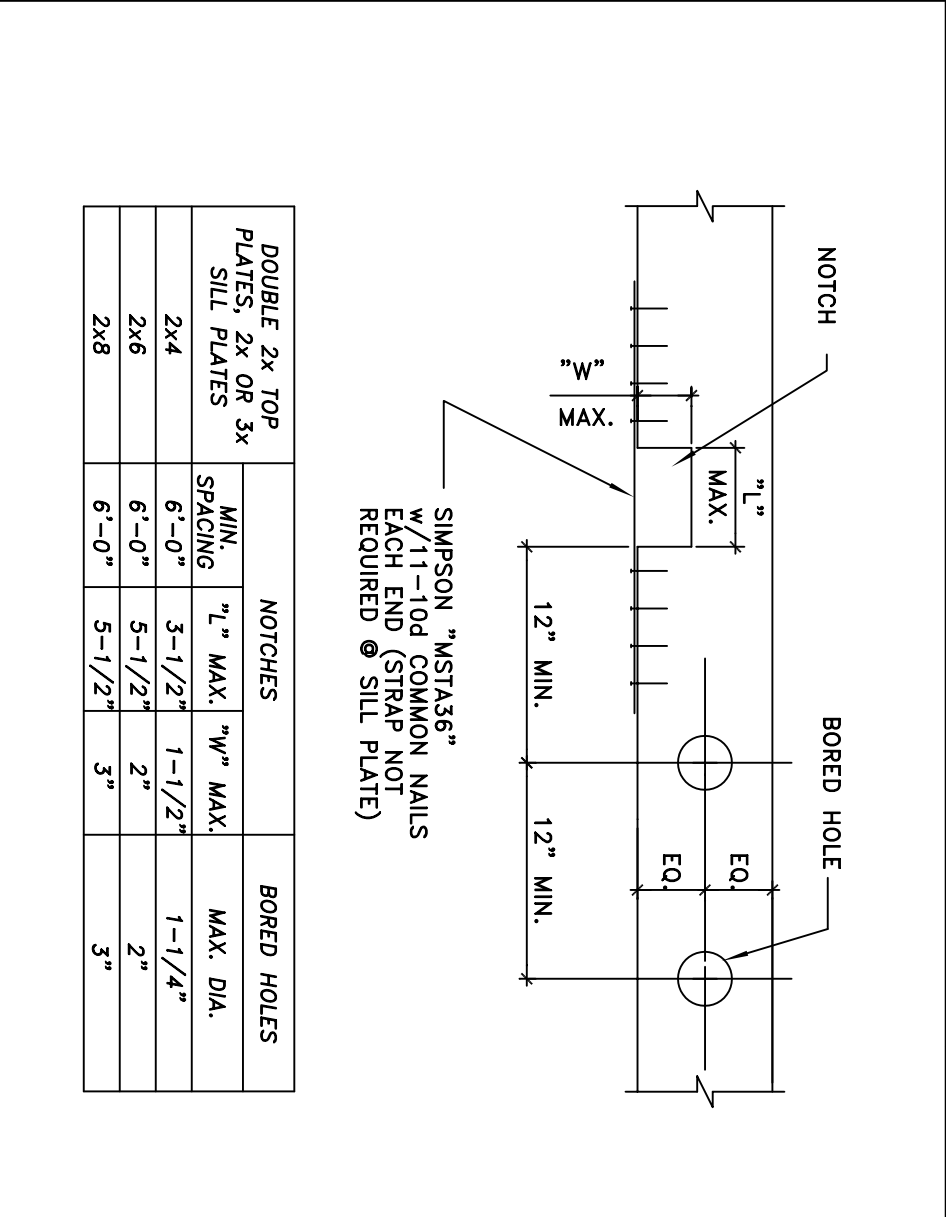 NOTCH
BORED HOLE
"L"
MAX.
"W"
MAX.
EQ.
EQ.
12" MIN.
12" MIN.
SIMPSON "MSTA36"
w/11-10d COMMON NAILS
EACH END (STRAP NOT
REQUIRED @ SILL PLATE)
DOUBLE 2x TOP
PLATES, 2x OR 3x
SILL PLATES
NOTCHES
BORED HOLES
MIN.
SPACING
"L" MAX.
"W" MAX.
MAX. DIA.
2x4 6'-0" 3-1/2" 1-1/2" 1-1/4"
2x6 6'-0" 5-1/2" 2" 2"
2x8 6'-0" 5-1/2" 3" 3"